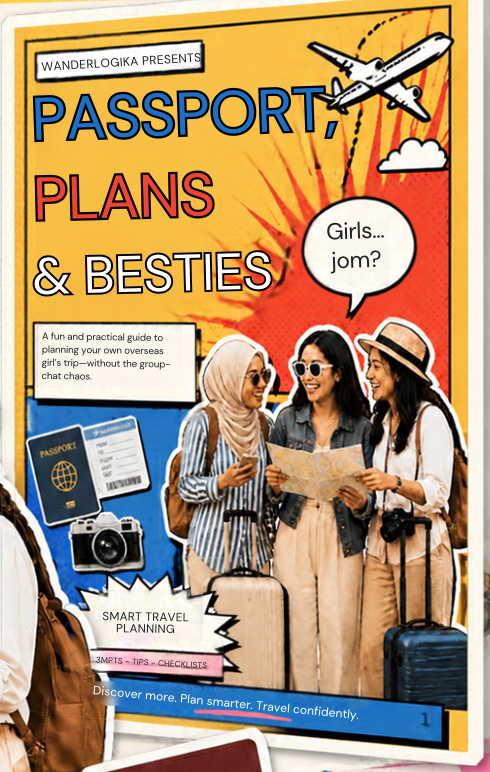 WANDERLOGIKA PRESENTS
PASSPORT,
PLANS
& BESTIES
Girls...
jom?
A fun and practical guide to
planning your own overseas
girl's trip—without the group-
chat chaos.
PASSPORT
SMART TRAVEL
PLANNING
3MPTS - TIPS - CHECKLISTS
Discover more. Plan smarter. Travel confidently.
1